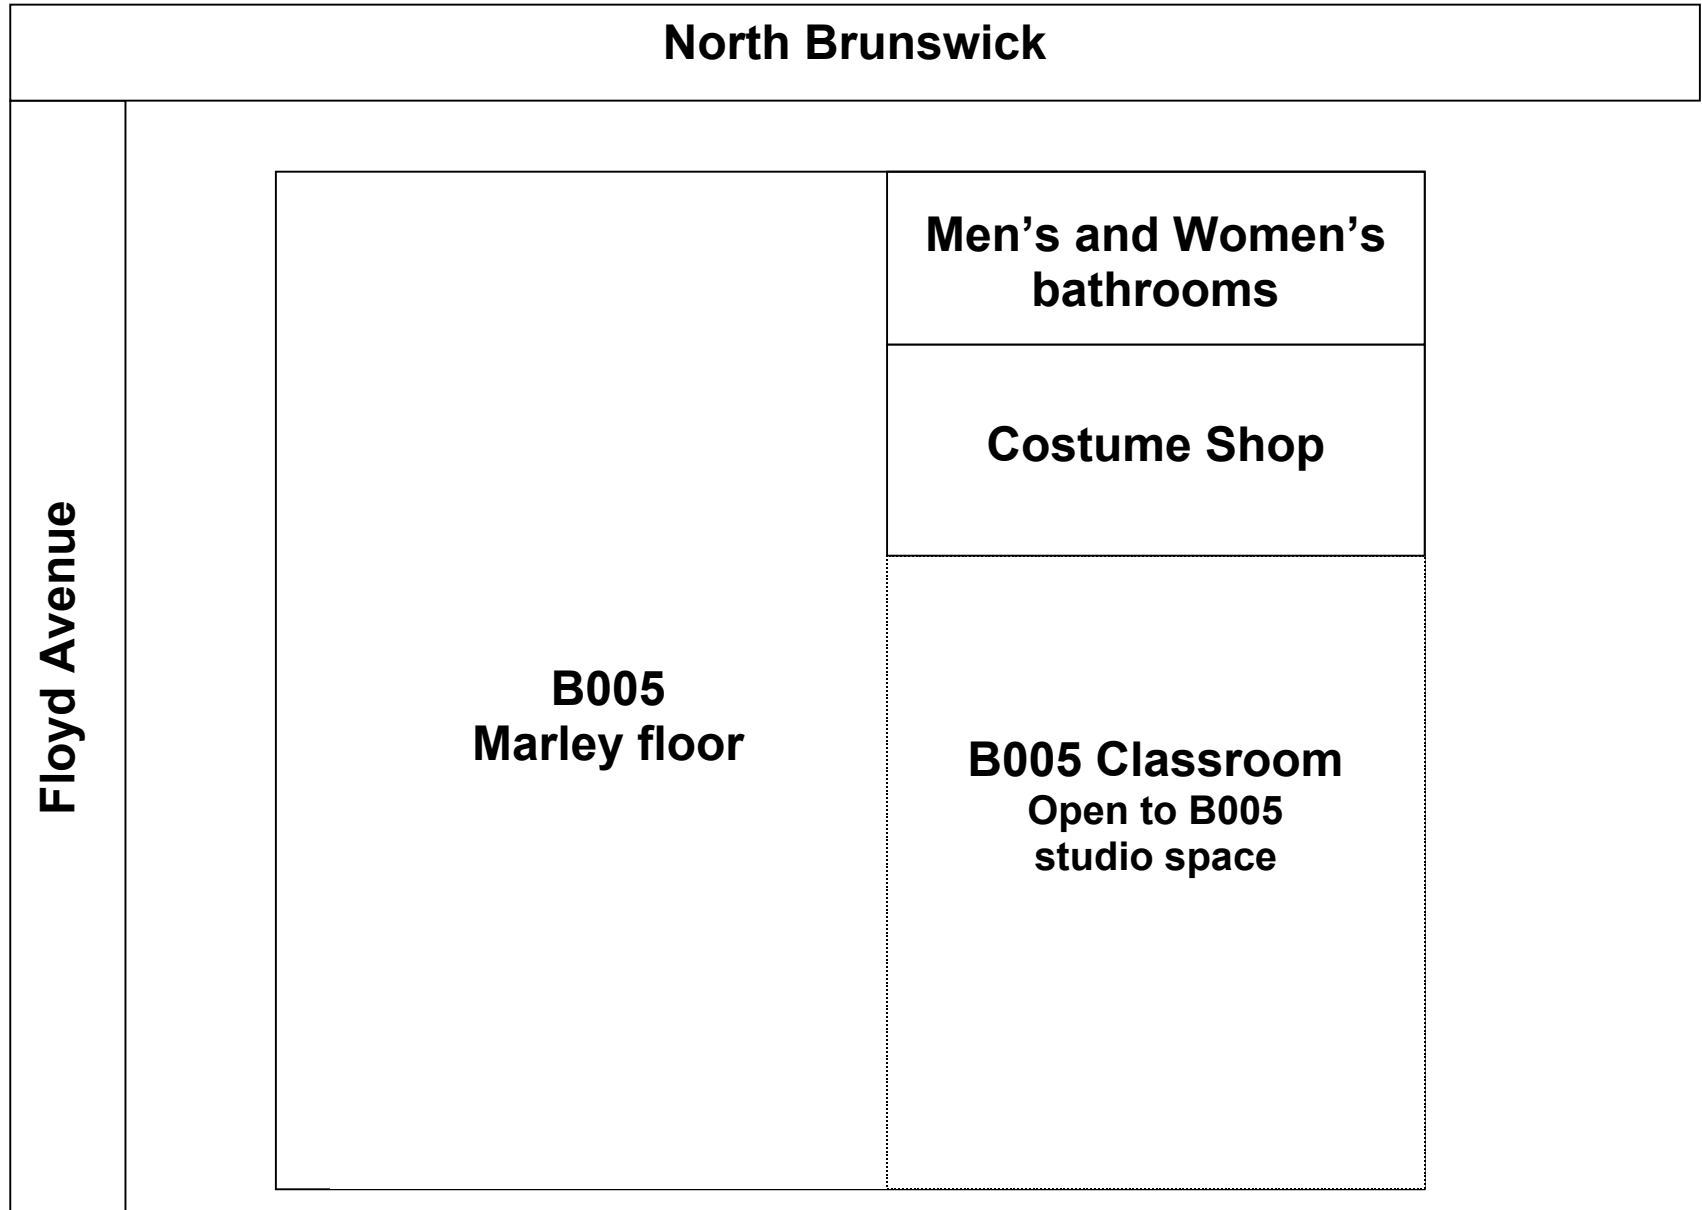 North Brunswick
Floyd Avenue
Men’s and Women’s
bathrooms
Costume Shop
B005
Marley floor
B005 Classroom
Open to B005
studio space